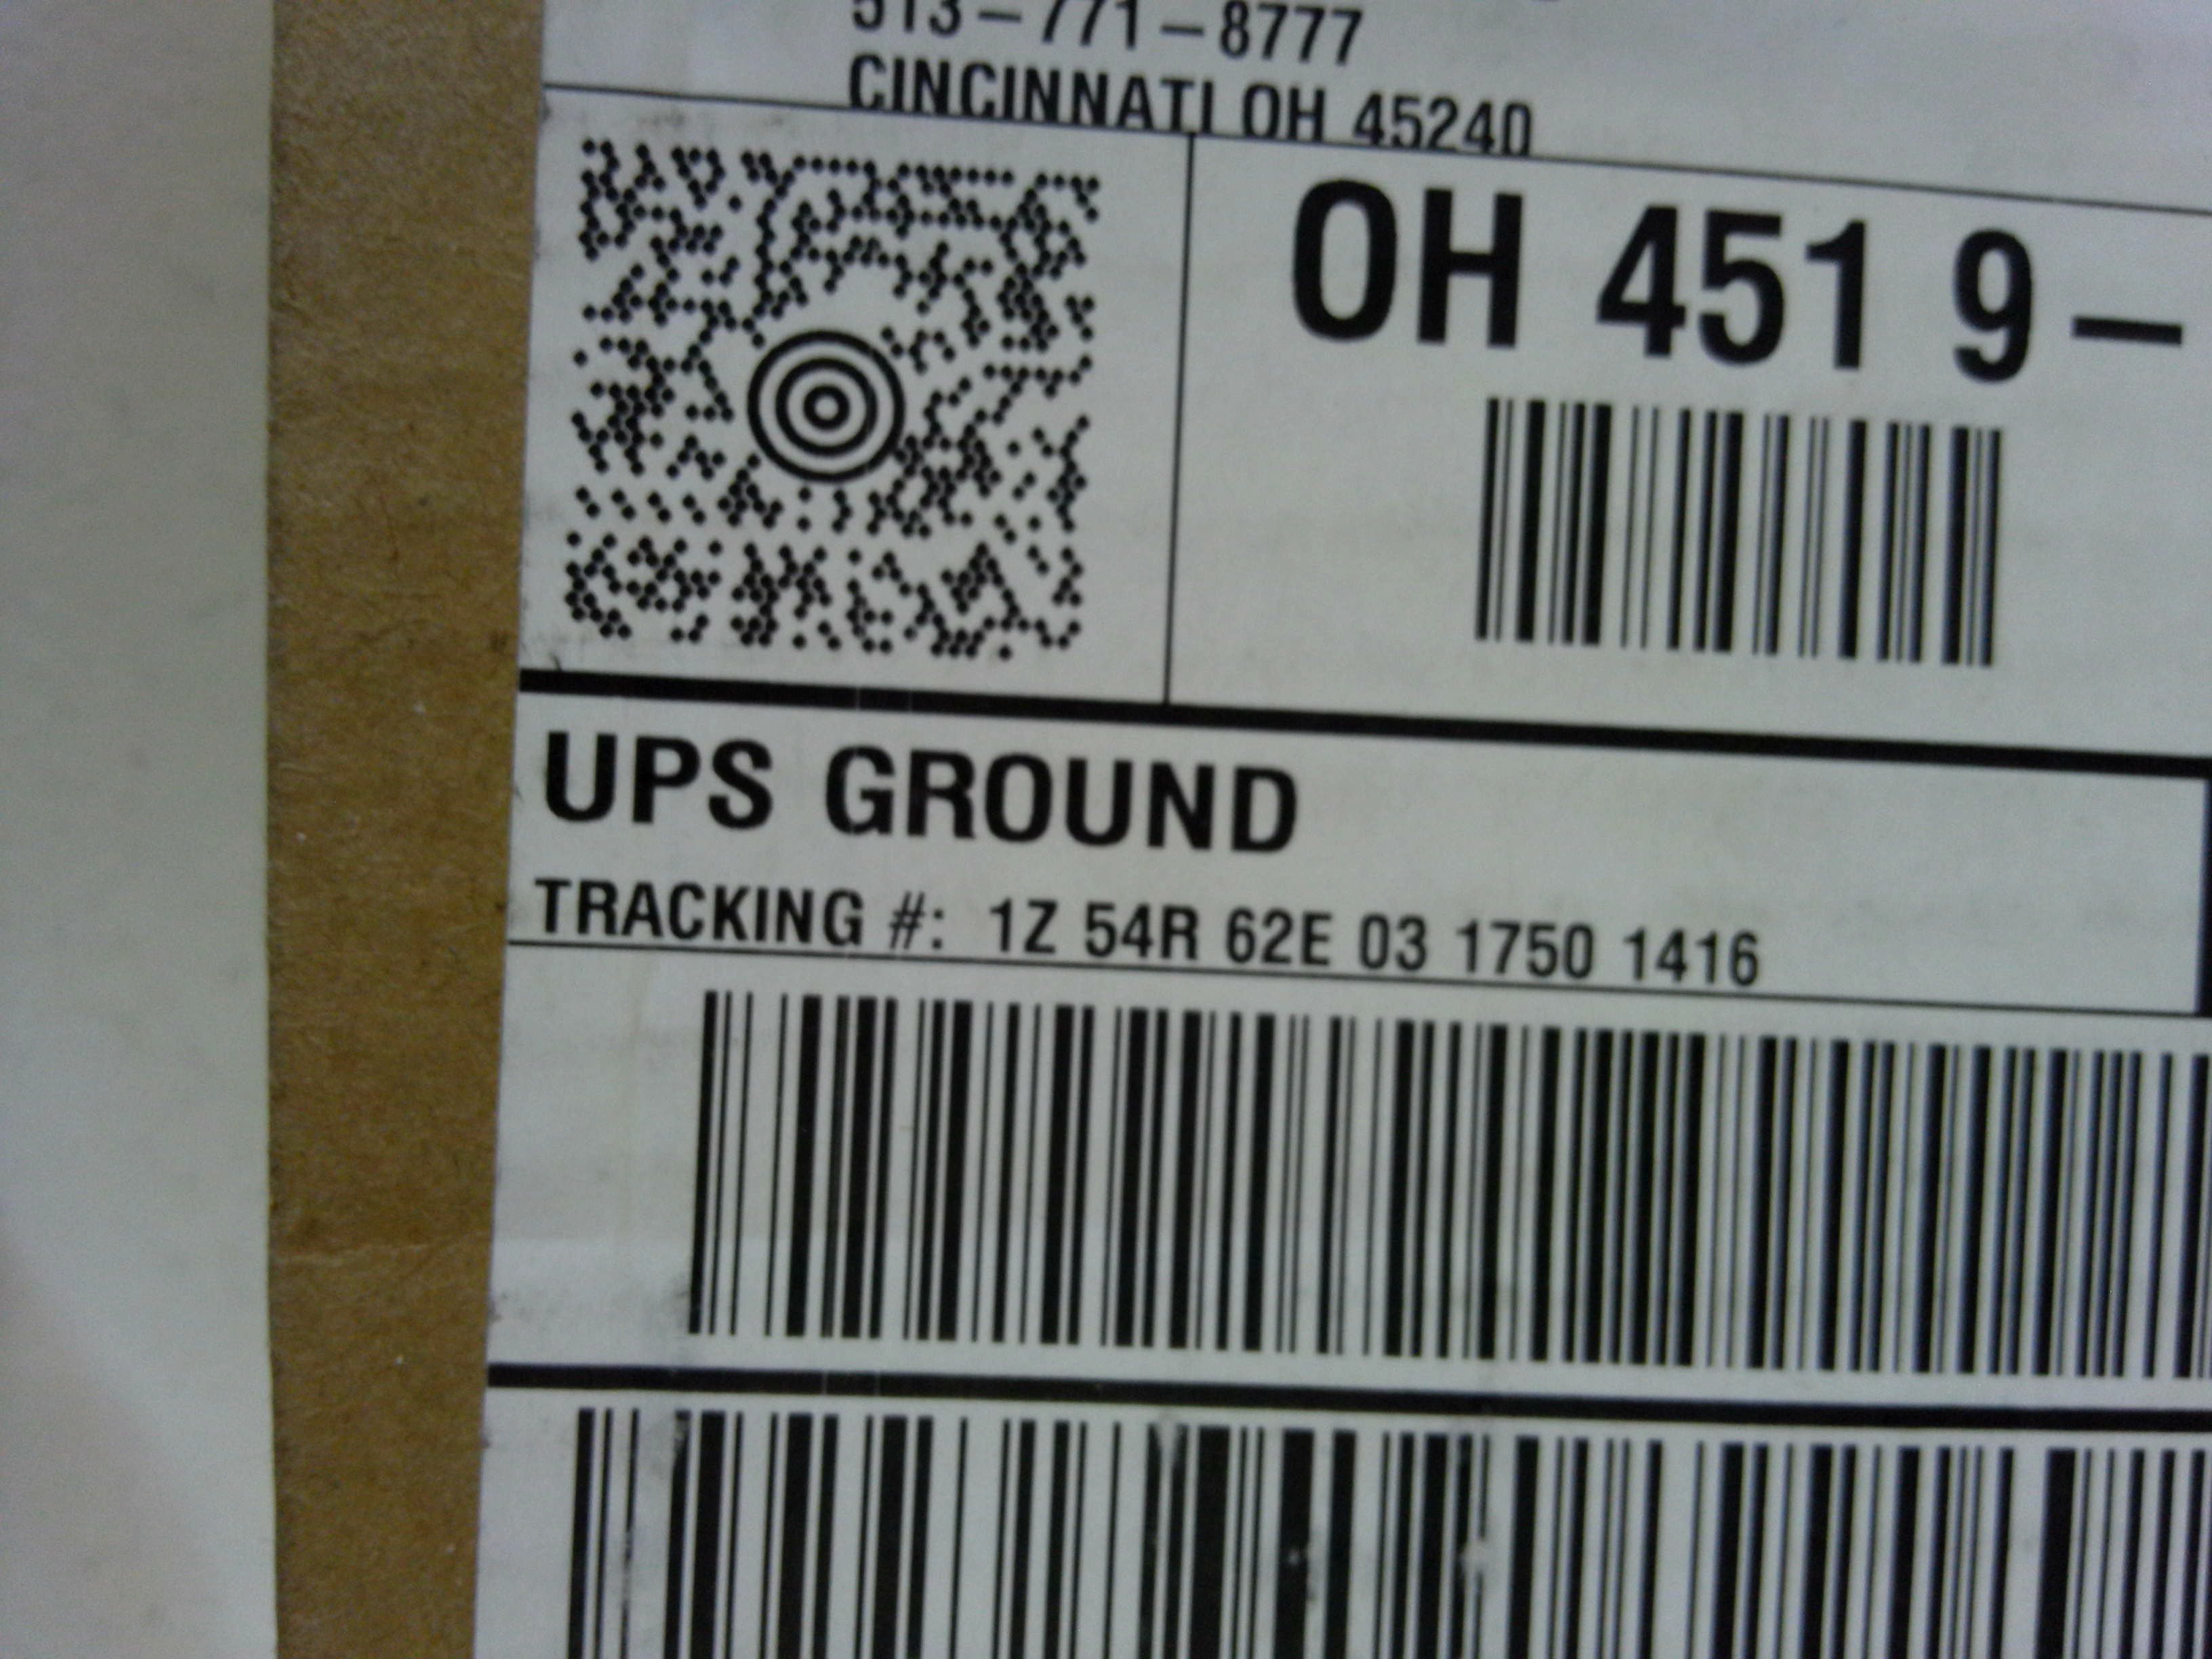 513-771-8777
CINCINNATI OH 45240
OH 451 9-
UPS GROUND
TRACKING #: 1Z 54R 62E 03 1750 1416